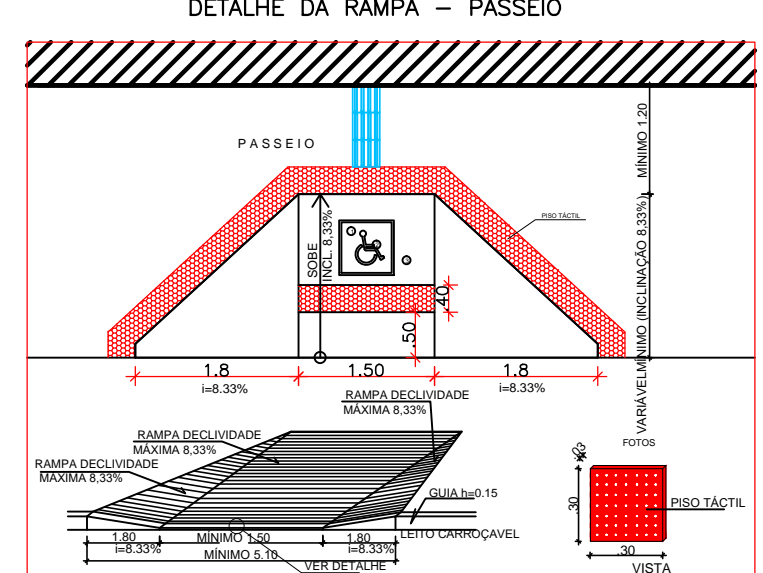 DETALHE DA RAMPA – PASSEIO
PASSEIO
MÍNIMO 1.20
PISO TÁCTIL
SOBE
INCL. 8,33%
.40
.50
VARIÁVELMÍNIMO (INCLINAÇÃO 8,33%)
1.8
1.50
1.8
i=8.33%
i=8.33%
RAMPA DECLIVIDADE
MÁXIMA 8,33%
RAMPA DECLIVIDADE
MÁXIMA 8,33%
RAMPA DECLIVIDADE
MÁXIMA 8,33%
FOTOS
GUIA h=0.15
LEITO CARROÇAVEL
1.80
MÍNIMO 1.50
1.80
i=8.33%
i=8.33%
MÍNIMO 5.10
VER DETALHE
.30
PISO TÁCTIL
.30
VISTA